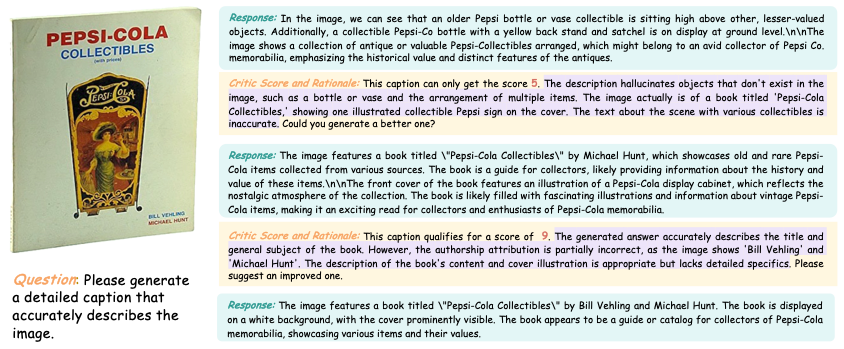 PEPSI-COLA
COLLECTIBLES
(with prices)
PEPSI-COLA
BILL VEHLING
MICHAEL HUNT
Question: Please generate
a detailed caption that
accurately describes the
image.
Response: In the image, we can see that an older Pepsi bottle or vase collectible is sitting high above other, lesser-valued
objects. Additionally, a collectible Pepsi-Co bottle with a yellow back stand and satchel is on display at ground level.\n\nThe
image shows a collection of antique or valuable Pepsi-Collectibles arranged, which might belong to an avid collector of Pepsi Co.
memorabilia, emphasizing the historical value and distinct features of the antiques.
Critic Score and Rationale: This caption can only get the score 5. The description hallucinates objects that don't exist in the
image, such as a bottle or vase and the arrangement of multiple items. The image actually is of a book titled 'Pepsi-Cola
Collectibles,' showing one illustrated collectible Pepsi sign on the cover. The text about the scene with various collectibles is
inaccurate. Could you generate a better one?
Response: The image features a book titled \"Pepsi-Cola Collectibles\" by Michael Hunt, which showcases old and rare Pepsi-
Cola items collected from various sources. The book is a guide for collectors, likely providing information about the history and
value of these items.\n\nThe front cover of the book features an illustration of a Pepsi-Cola display cabinet, which reflects the
nostalgic atmosphere of the collection. The book is likely filled with fascinating illustrations and information about vintage Pepsi-
Cola items, making it an exciting read for collectors and enthusiasts of Pepsi-Cola memorabilia.
Critic Score and Rationale: This caption qualifies for a score of 9. The generated answer accurately describes the title and
general subject of the book. However, the authorship attribution is partially incorrect, as the image shows 'Bill Vehling' and
'Michael Hunt'. The description of the book's content and cover illustration is appropriate but lacks detailed specifics. Please
suggest an improved one.
Response: The image features a book titled \"Pepsi-Cola Collectibles\" by Bill Vehling and Michael Hunt. The book is displayed
on a white background, with the cover prominently visible. The book appears to be a guide or catalog for collectors of Pepsi-Cola
memorabilia, showcasing various items and their values.